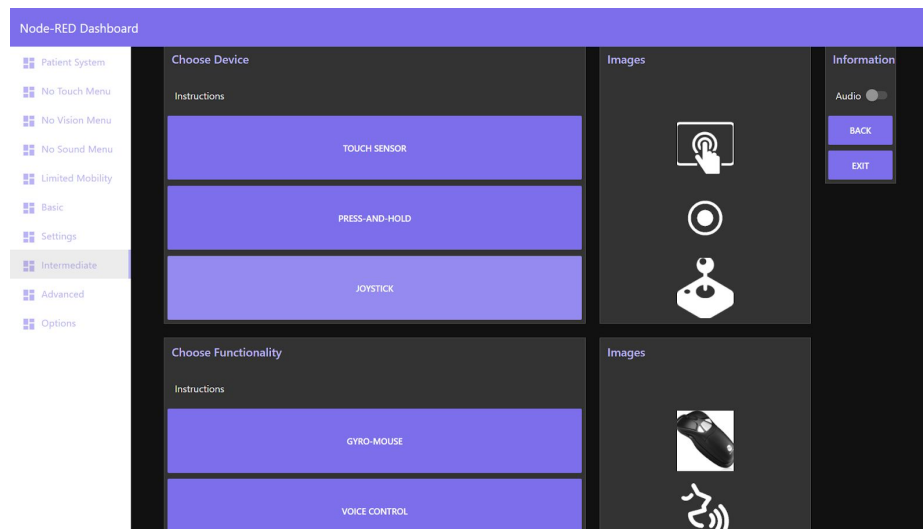 Node-RED Dashboard
Patient System
No Touch Menu
No Vision Menu
No Sound Menu
Limited Mobility
Basic
Settings
Intermediate
Advanced
Options
Choose Device
Instructions
TOUCH SENSOR
PRESS-AND-HOLD
JOYSTICK
Images
Information
Audio
BACK
EXIT
Choose Functionality
Instructions
GYRO-MOUSE
VOICE CONTROL
Images